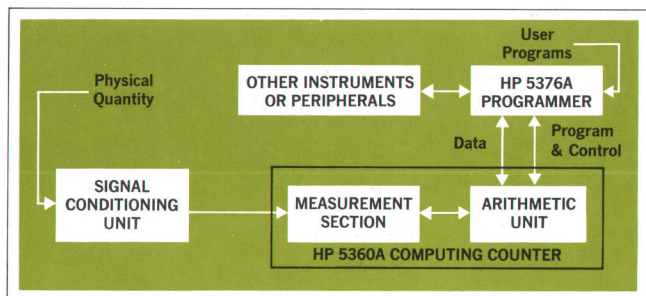 User
Programs
Physical
Quantity
OTHER INSTRUMENTS
OR PERIPHERALS
HP 5376A
PROGRAMMER
Data
Program
& Control
SIGNAL
CONDITIONING
UNIT
MEASUREMENT
SECTION
ARITHMETIC
UNIT
HP 5360A COMPUTING COUNTER